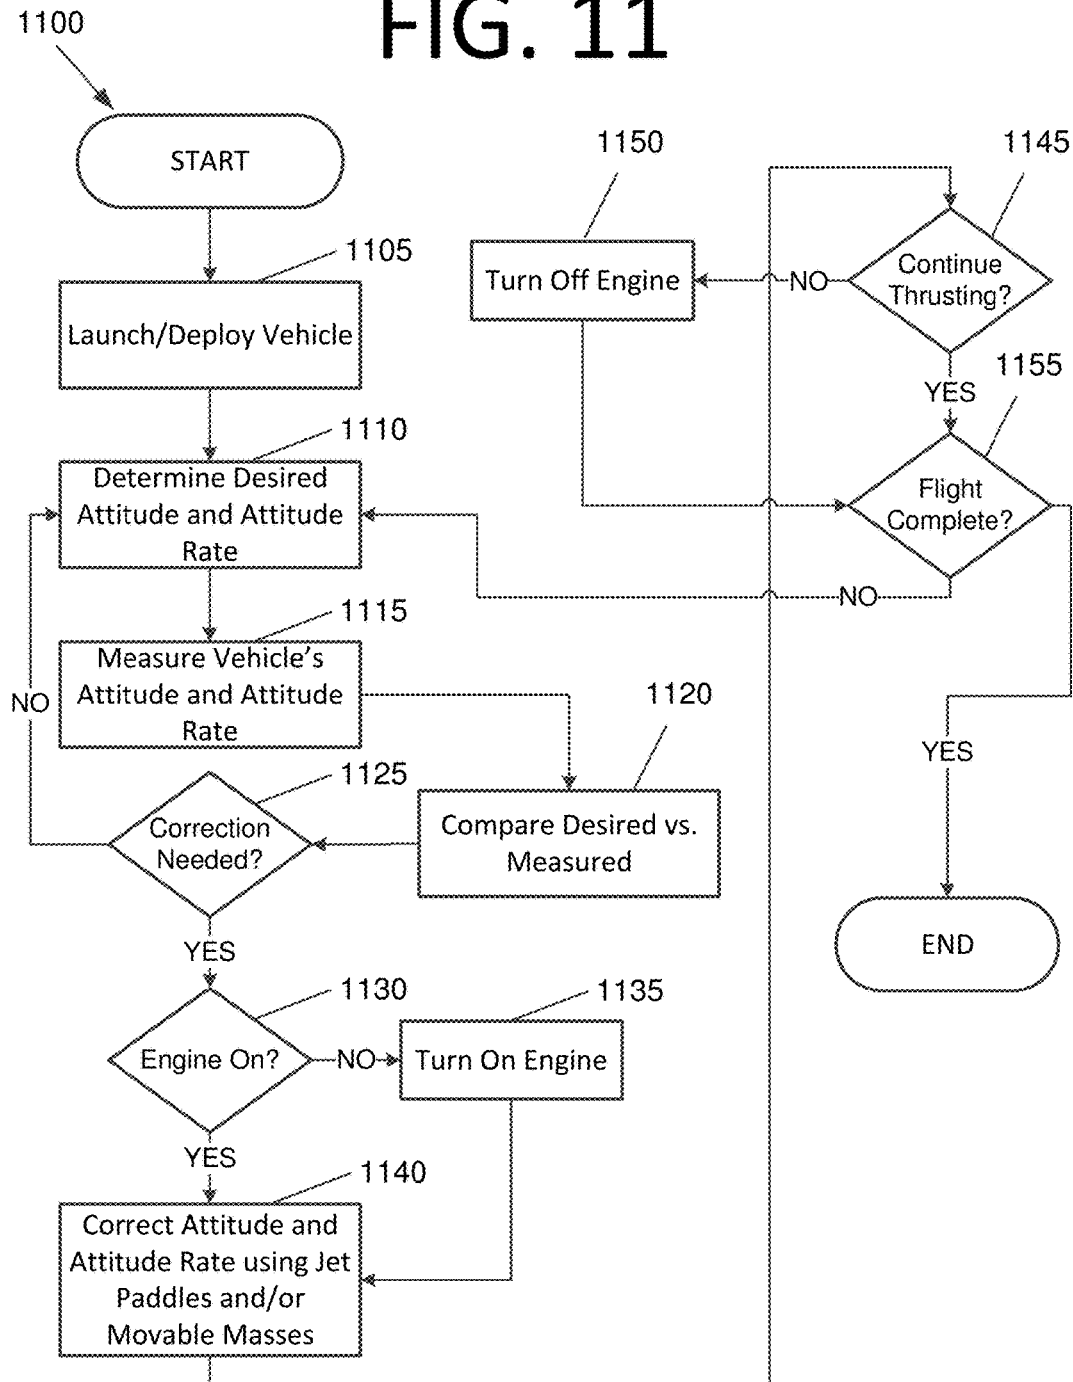 FIG. 11
1100
START
1105
Launch/Deploy Vehicle
1110
Determine Desired
Attitude and Attitude
Rate
1115
Measure Vehicle's
Attitude and Attitude
Rate
NO
1120
Compare Desired vs.
Measured
1125
Correction
Needed?
YES
1130
Engine On?
NO
1135
Turn On Engine
YES
1140
Correct Attitude and
Attitude Rate using Jet
Paddles and/or
Movable Masses
1145
Continue
Thrusting?
NO
1150
Turn Off Engine
YES
1155
Flight
Complete?
NO
YES
END